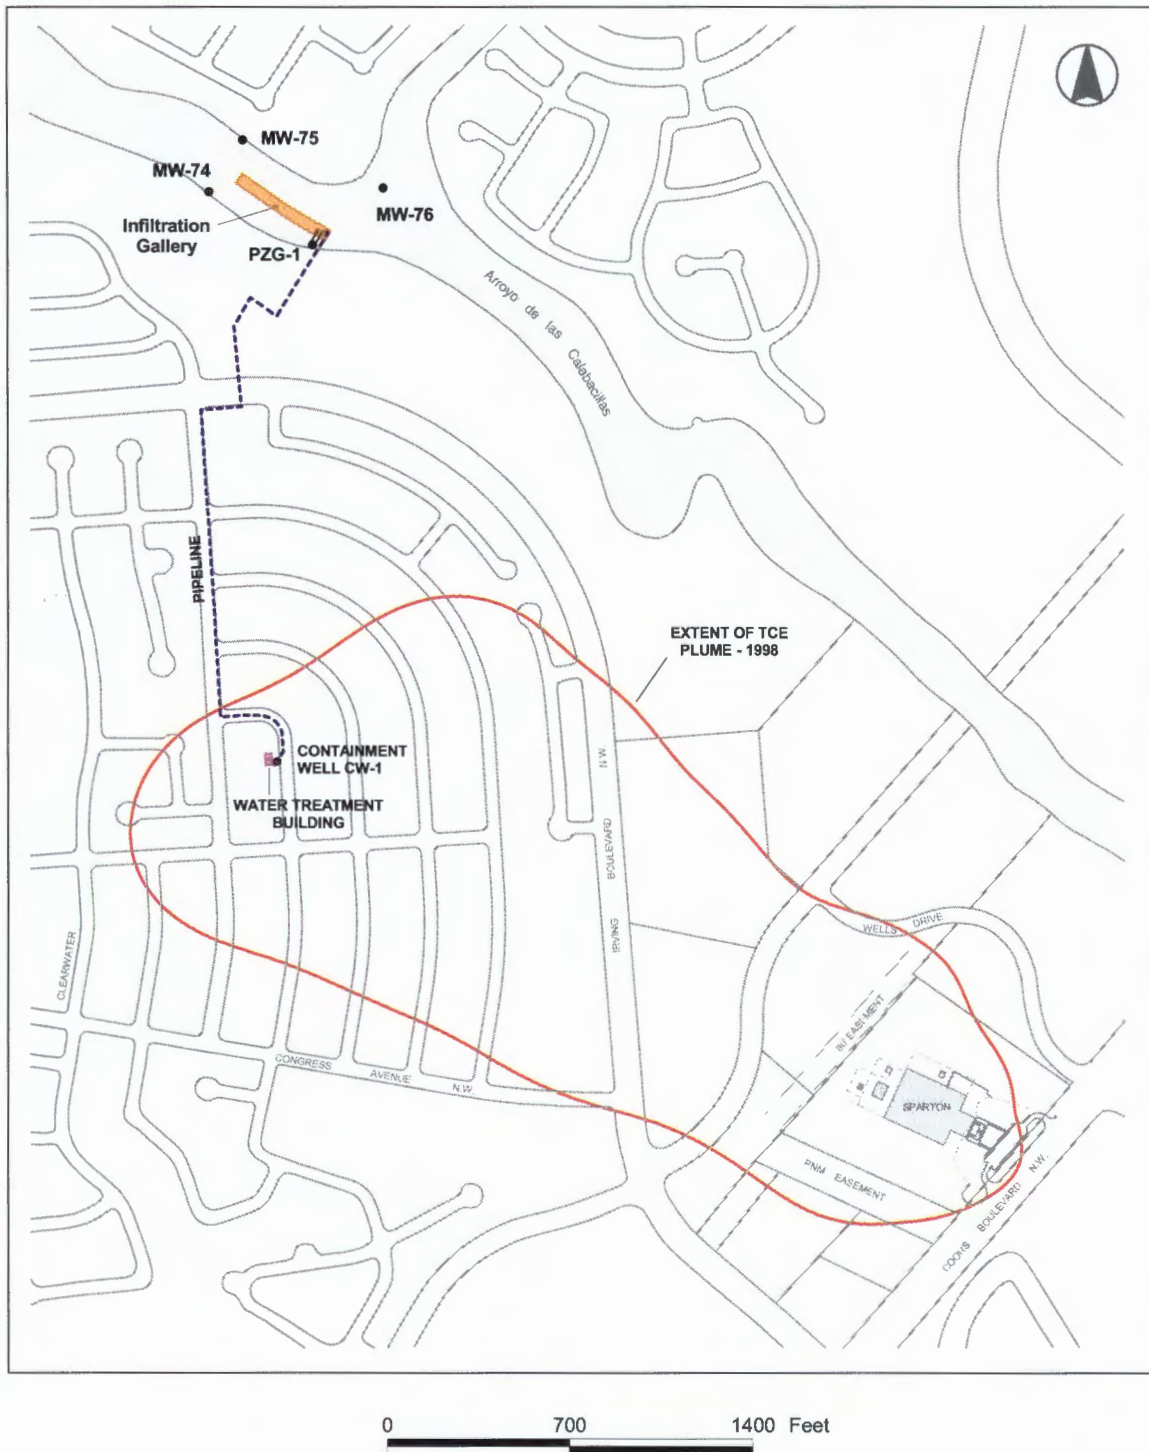 MW-75
MW-74
MW-76
Infiltration
Gallery
PZG-1
Arroyo de las Calabacillas
PIPELINE
EXTENT OF TCE
PLUME - 1998
CONTAINMENT
WELL CW-1
WATER TREATMENT
BUILDING
IRVING BOULEVARD N.W.
WELLS DRIVE
CLEARWATER
EASEMENT
CONGRESS AVENUE N.W.
SPARTON
PNM EASEMENT
COORS BOULEVARD N.W.
0 700 1400 Feet